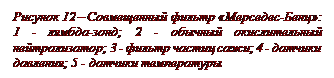 Рисунок 12 – Совмещенный фильтр «Марседас-Бенц»:
1 - лямбда-зонд; 2 - обычный окислительный
нейтрализатор; 3 - фильтр частиц сажи; 4 - датчики
давления; 5 - датчики температуры